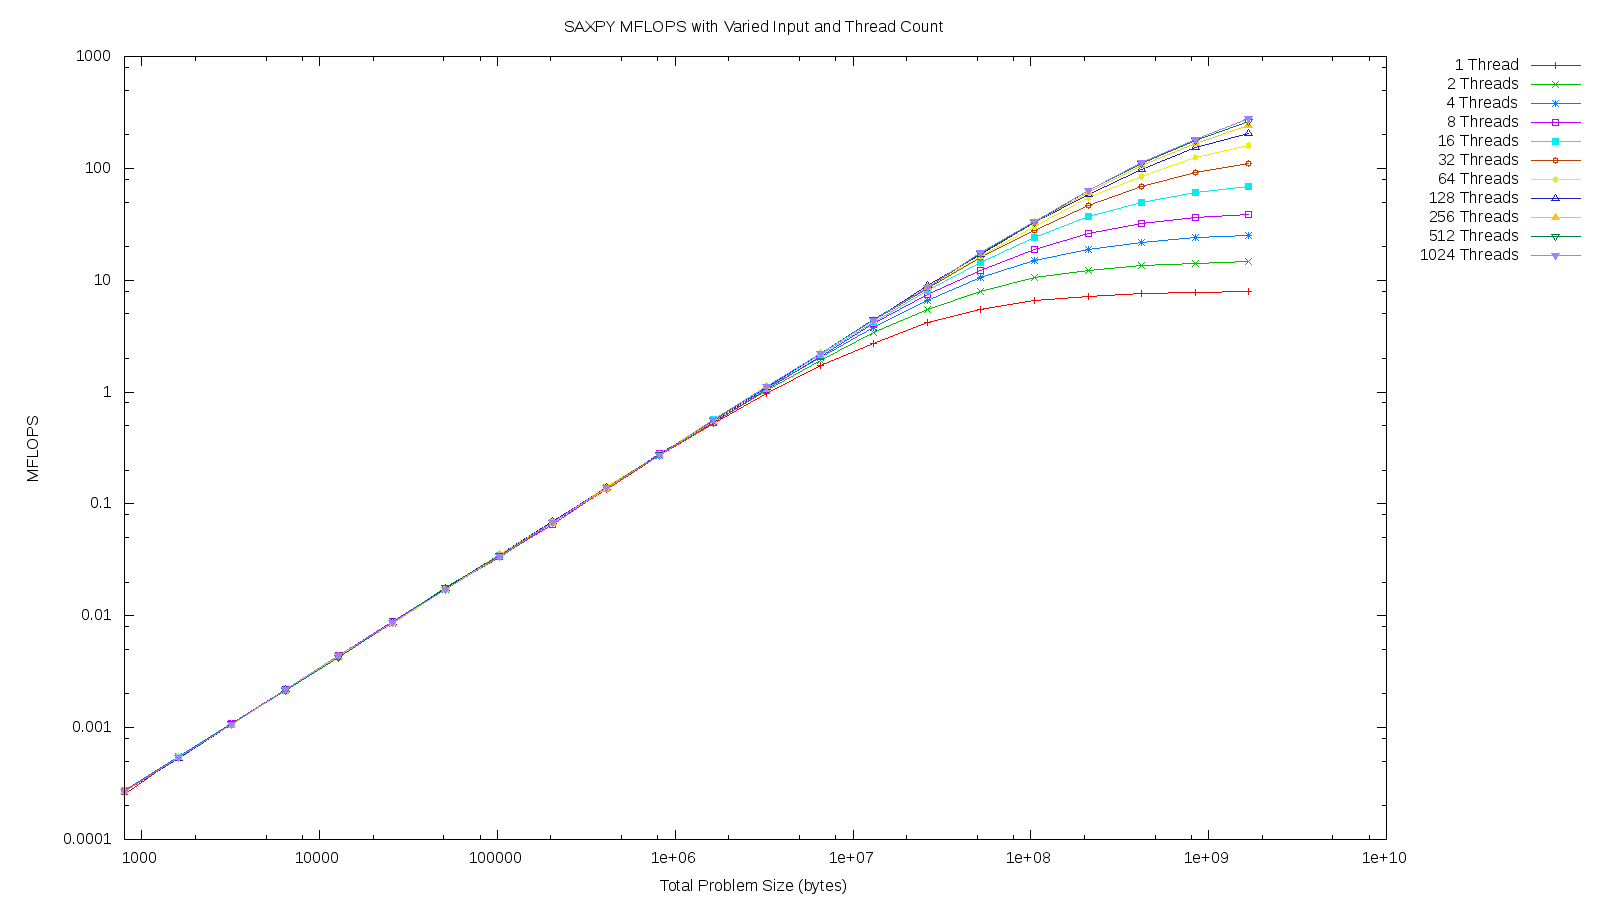 SAXPY MFLOPS with Varied Input and Thread Count
1000
100
10
1
0.1
0.01
0.001
0.0001
MFLOPS
1000 10000 100000 1e+06 1e+07 1e+08 1e+09 1e+10
Total Problem Size (bytes)
1 Thread
2 Threads
4 Threads
8 Threads
16 Threads
32 Threads
64 Threads
128 Threads
256 Threads
512 Threads
1024 Threads